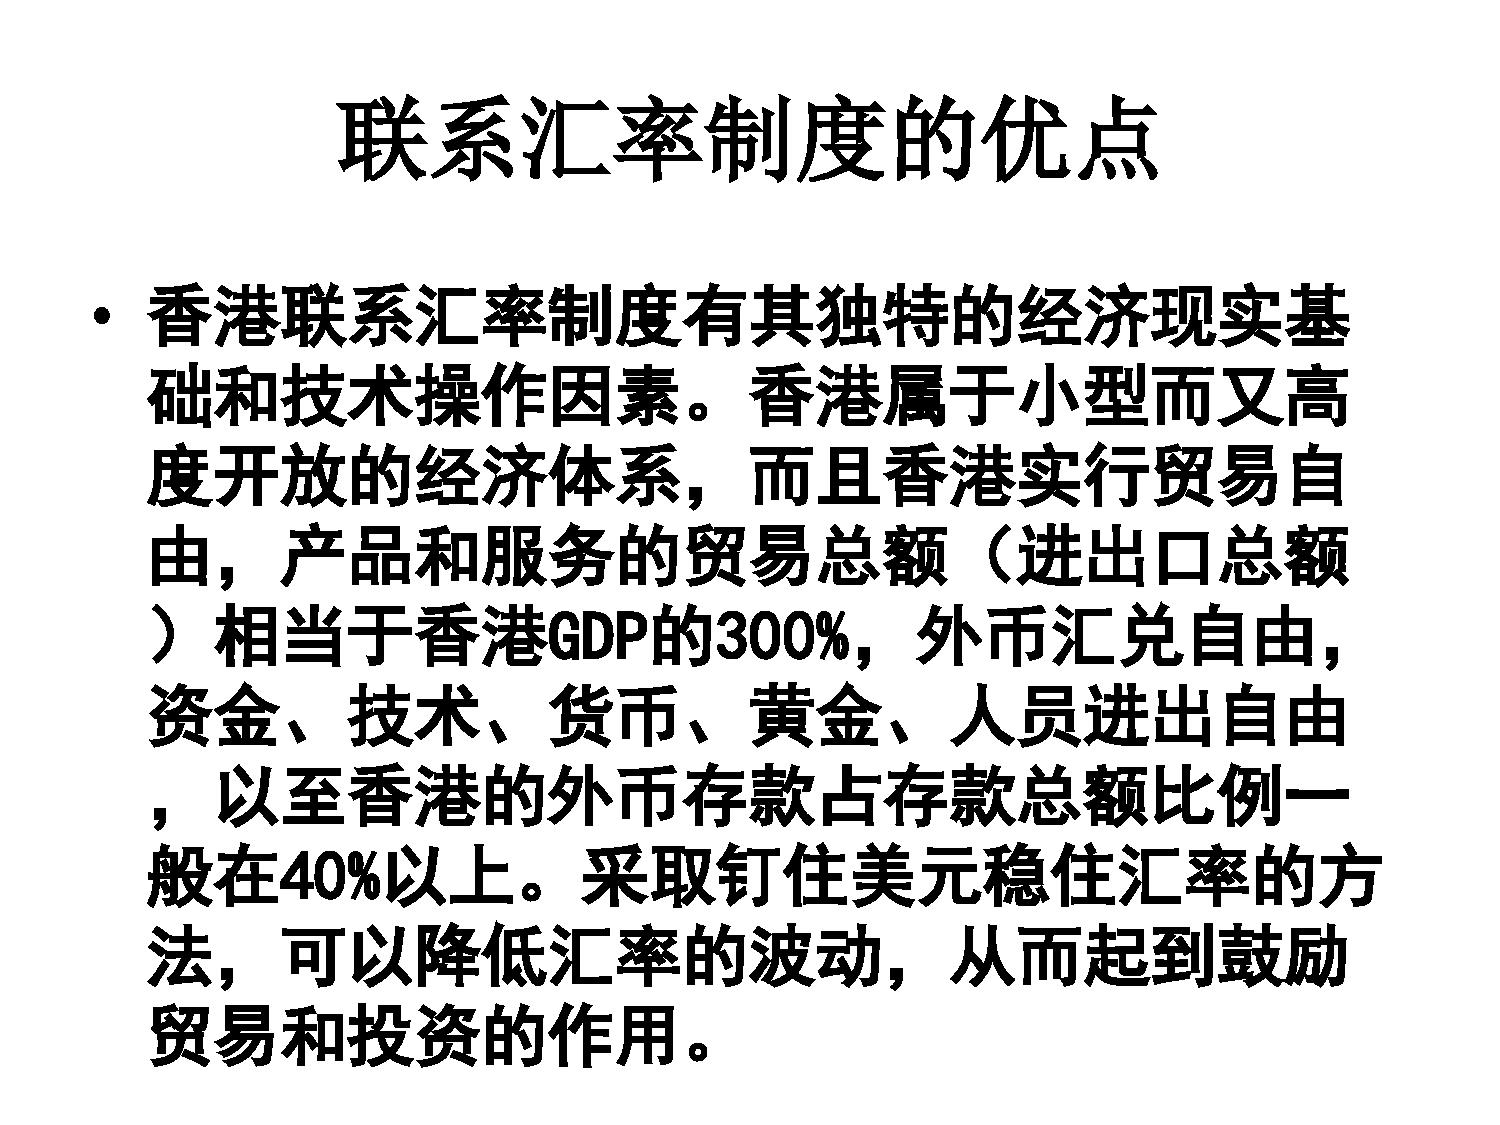 联系汇率制度的优点
• 香港联系汇率制度有其独特的经济现实基
础和技术操作因素。香港属于小型而又高
度开放的经济体系，而且香港实行贸易自
由，产品和服务的贸易总额（进出口总额
）相当于香港GDP的300%，外币汇兑自由，
资金、技术、货币、黄金、人员进出自由
，以至香港的外币存款占存款总额比例一
般在40%以上。采取钉住美元稳住汇率的方
法，可以降低汇率的波动，从而起到鼓励
贸易和投资的作用。